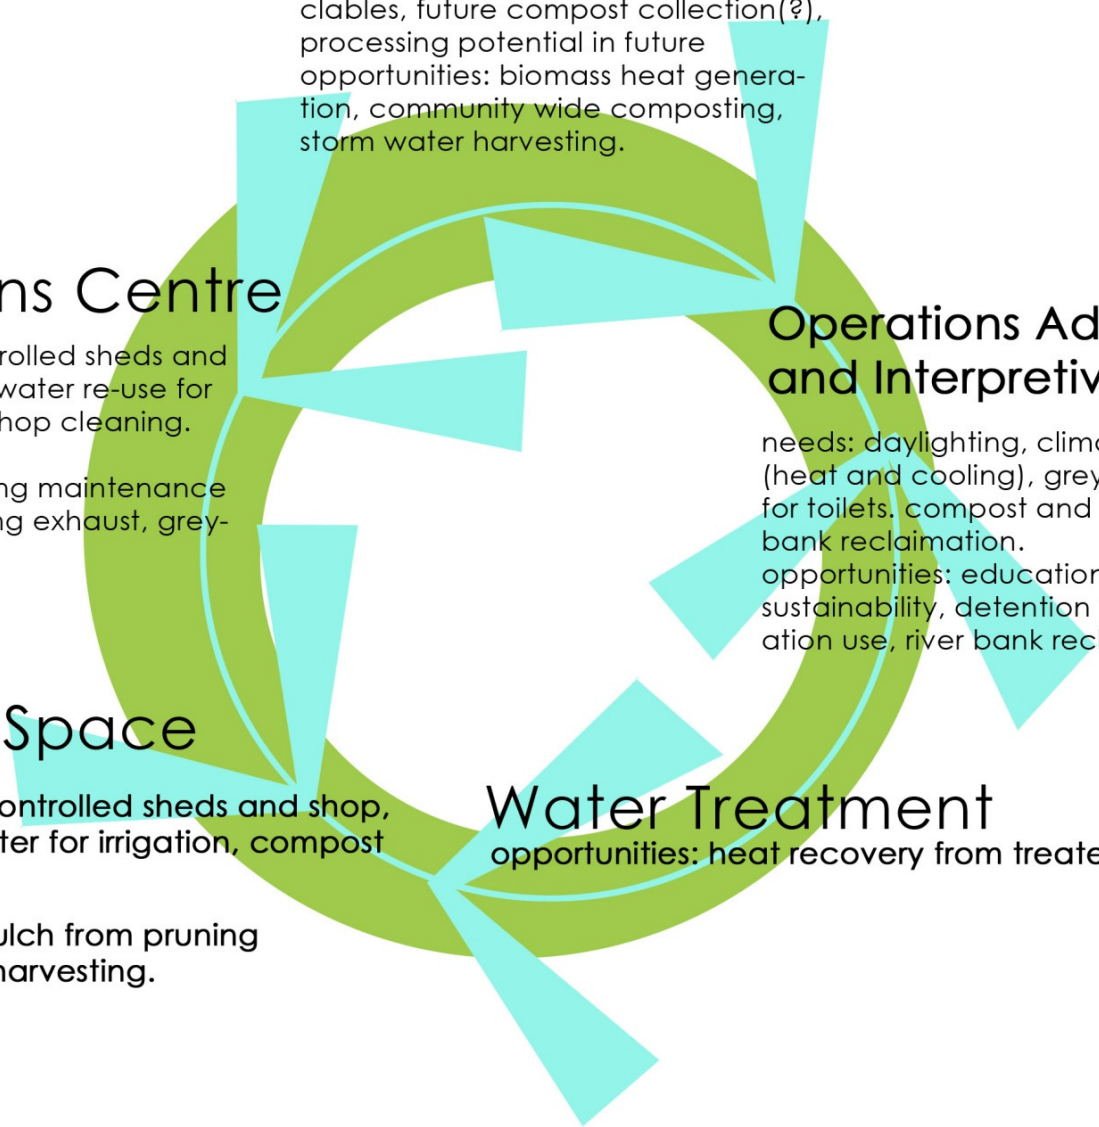 clables, future compost collection(?),
processing potential in future
opportunities: biomass heat genera-
tion, community wide composting,
storm water harvesting.
ns Centre
rolled sheds and
water re-use for
hop cleaning.
ng maintenance
ng exhaust, grey-
Operations Ad
and Interpretiv
needs: daylighting, clima
(heat and cooling), grey
for toilets. compost and
bank reclaimation.
opportunities: education
sustainability, detention
ation use, river bank recl
Space
ontrolled sheds and shop,
ter for irrigation, compost
ulch from pruning
harvesting.
Water Treatment
opportunities: heat recovery from treate